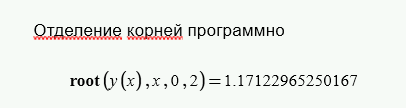 Отделение корней программно
root(y(x),x,0,2)=1.17122965250167